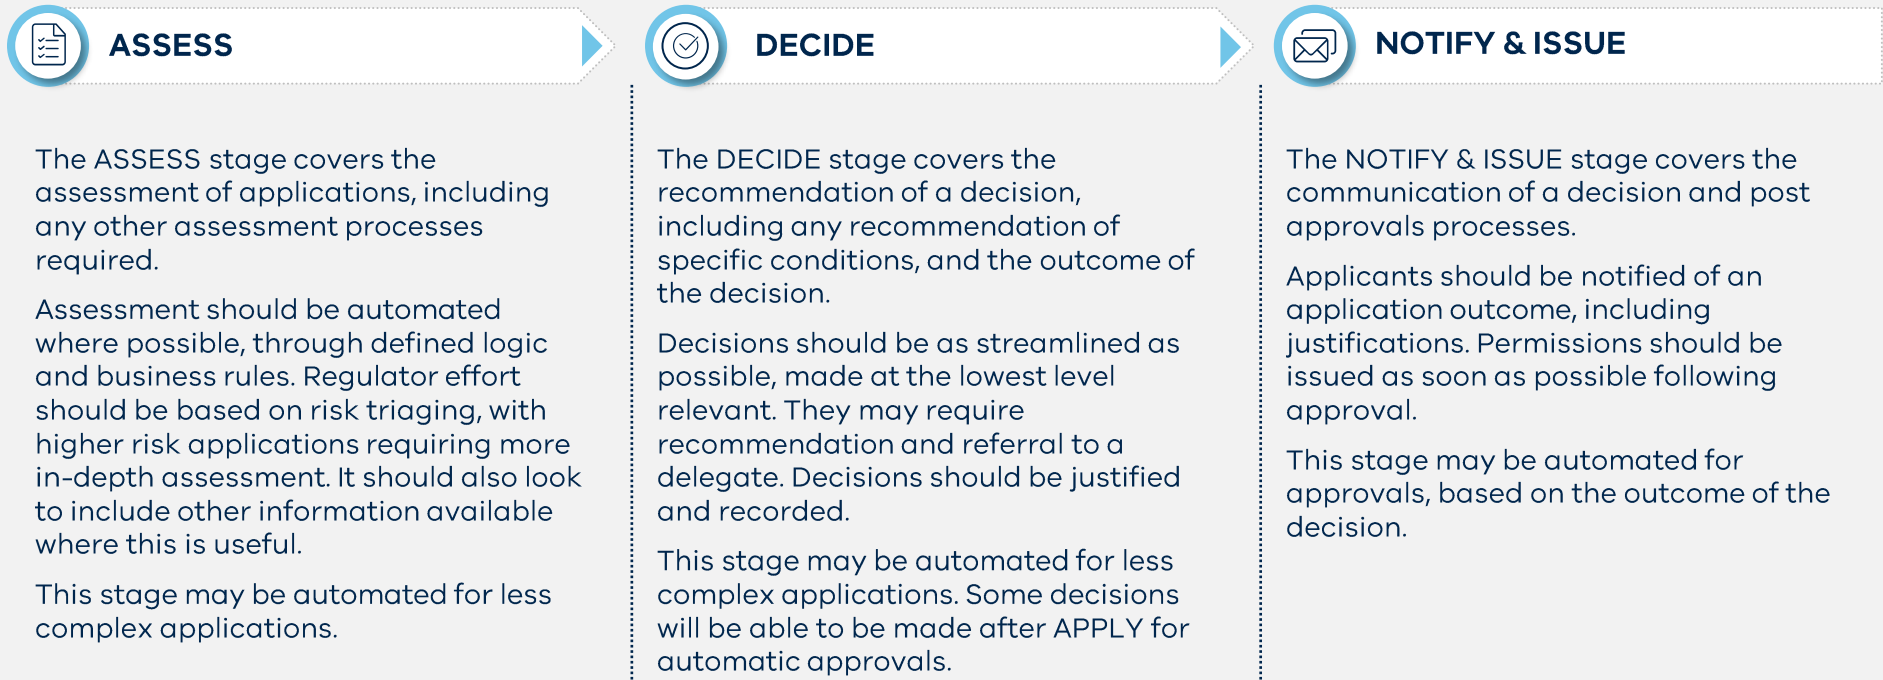 ASSESS
The ASSESS stage covers the
assessment of applications, including
any other assessment processes
required.
Assessment should be automated
where possible, through defined logic
and business rules. Regulator effort
should be based on risk triaging, with
higher risk applications requiring more
in-depth assessment. It should also look
to include other information available
where this is useful.
This stage may be automated for less
complex applications.
DECIDE
The DECIDE stage covers the
recommendation of a decision,
including any recommendation of
specific conditions, and the outcome of
the decision.
Decisions should be as streamlined as
possible, made at the lowest level
relevant. They may require
recommendation and referral to a
delegate. Decisions should be justified
and recorded.
This stage may be automated for less
complex applications. Some decisions
will be able to be made after APPLY for
automatic approvals.
NOTIFY & ISSUE
The NOTIFY & ISSUE stage covers the
communication of a decision and post
approvals processes.
Applicants should be notified of an
application outcome, including
justifications. Permissions should be
issued as soon as possible following
approval.
This stage may be automated for
approvals, based on the outcome of the
decision.